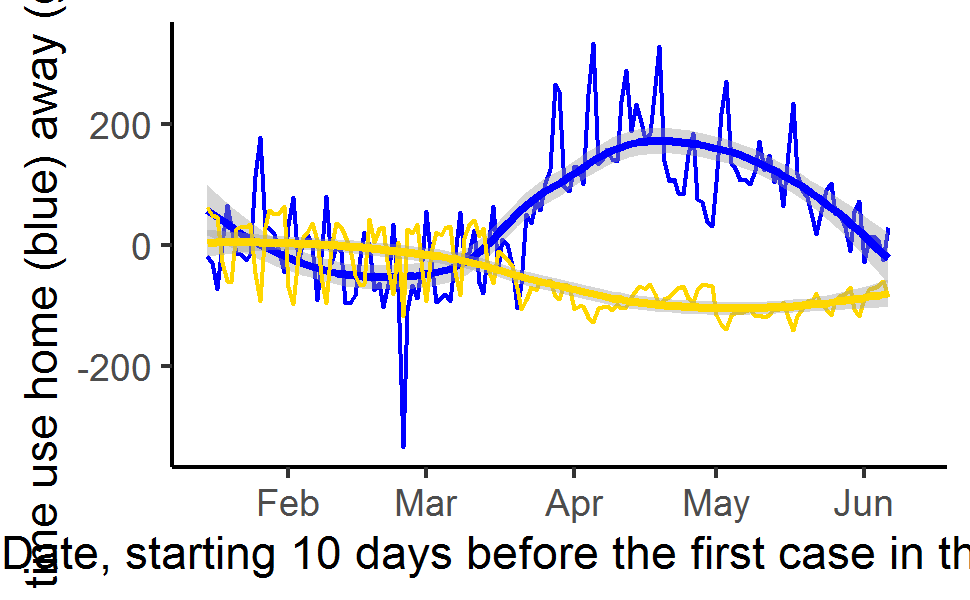 time use home (blue) away (
200
0
-200
Feb Mar Apr May Jun
Date, starting 10 days before the first case in th